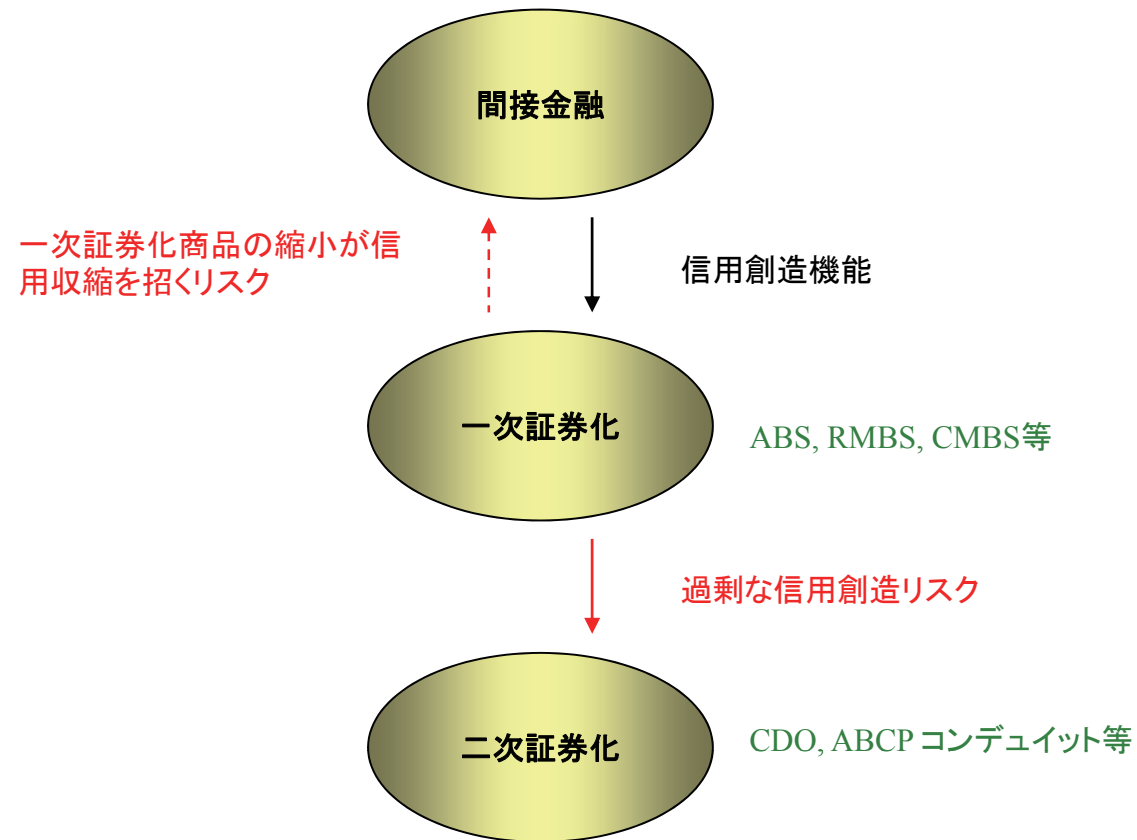 間接金融
一次証券化商品の縮小が信
用収縮を招くリスク
信用創造機能
一次証券化
ABS, RMBS, CMBS等
過剰な信用創造リスク
二次証券化
CDO, ABCP コンデュイット等